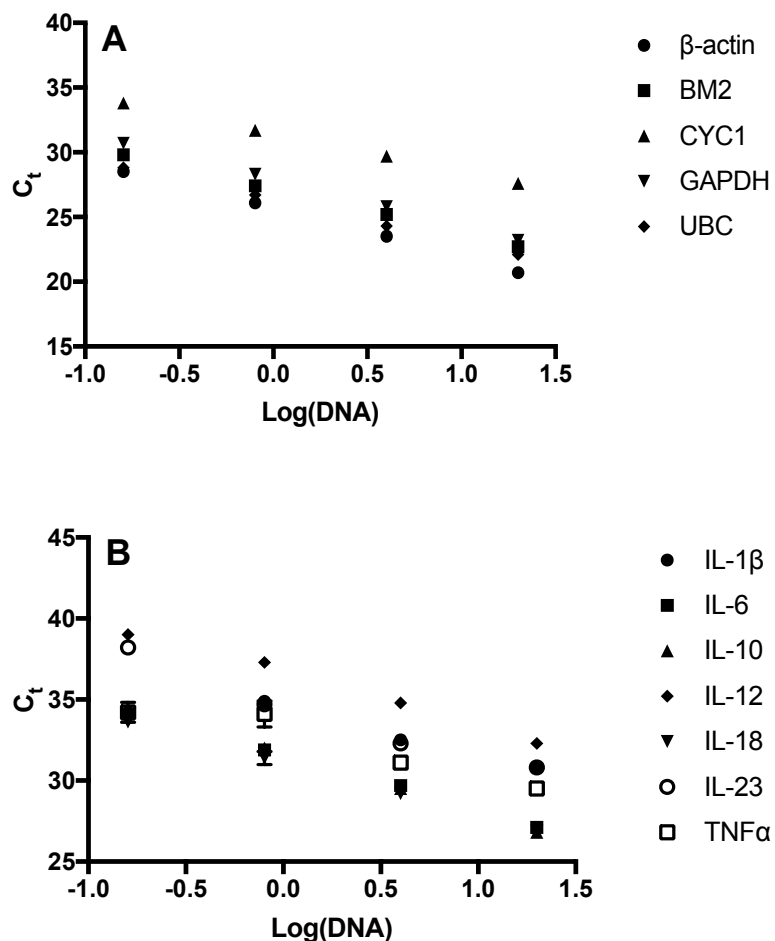 A
40
35
30
25
20
15
C_t
-1.0
-0.5
0.0
0.5
1.0
1.5
Log(DNA)
β-actin
BM2
CYC1
GAPDH
UBC
B
45
40
35
30
25
C_t
-1.0
-0.5
0.0
0.5
1.0
1.5
Log(DNA)
IL-1β
IL-6
IL-10
IL-12
IL-18
IL-23
TNFα